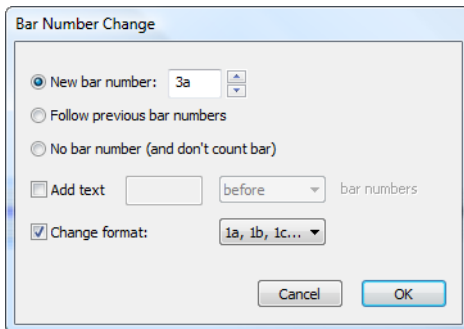 Bar Number Change
New bar number: 3a
Follow previous bar numbers
No bar number (and don't count bar)
Add text before bar numbers
Change format: 1a, 1b, 1c...
Cancel OK